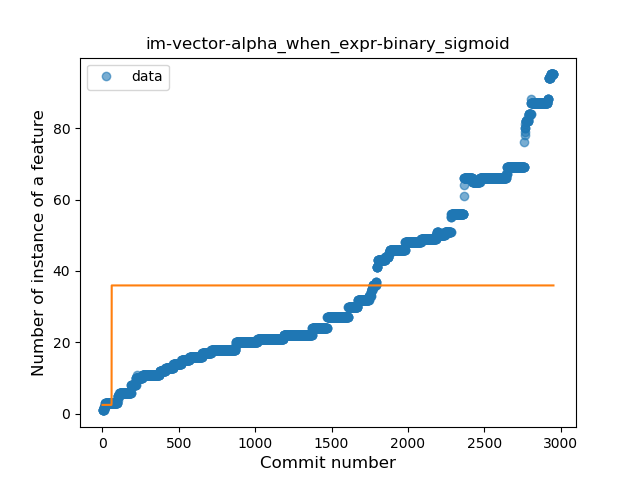 im-vector-alpha_when_expr-binary_sigmoid
data
Number of instance of a feature
80
60
40
20
0
0 500 1000 1500 2000 2500 3000
Commit number